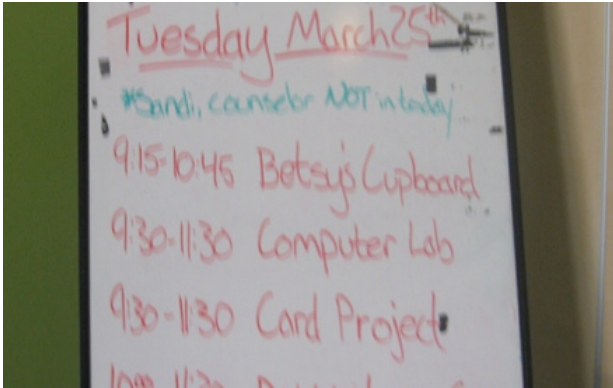 Tuesday March 25th
*Sandi, counselor NOT in today
9:15-10:45 Betsy's Cupboard
9:30-11:30 Computer Lab
9:30-11:30 Card Project